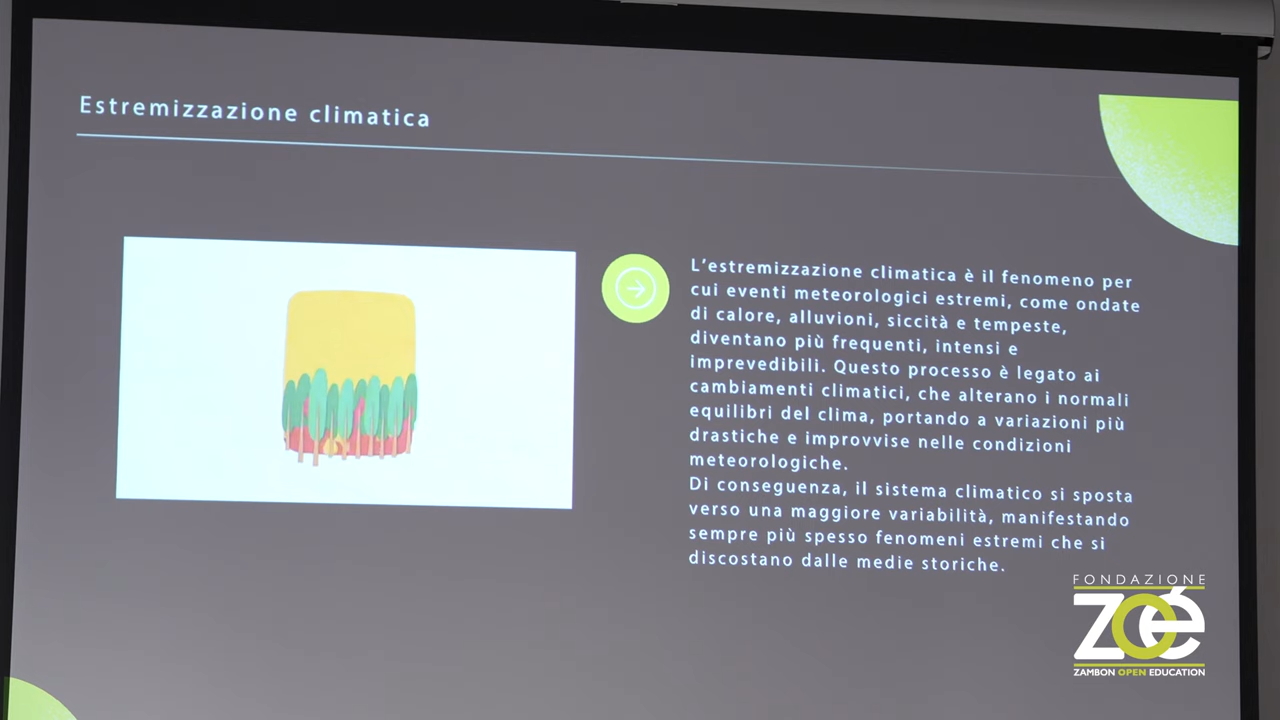 Estremizzazione climatica
L’estremizzazione climatica è il fenomeno per
cui eventi meteorologici estremi, come ondate
di calore, alluvioni, siccità e tempeste,
diventano più frequenti, intensi e
imprevedibili. Questo processo è legato ai
cambiamenti climatici, che alterano i normali
equilibri del clima, portando a variazioni più
drastiche e improvvise nelle condizioni
meteorologiche.
Di conseguenza, il sistema climatico si sposta
verso una maggiore variabilità, manifestando
sempre più spesso fenomeni estremi che si
discostano dalle medie storiche.
FONDAZIONE
zoé
ZAMBON OPEN EDUCATION